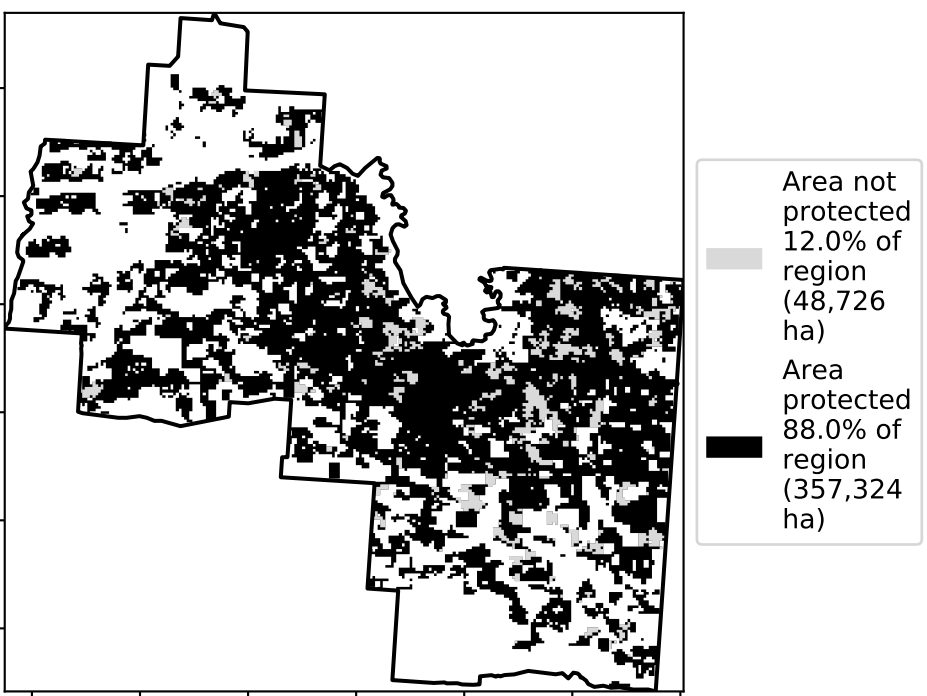 Area not
protected
12.0% of
region
(48,726
ha)
Area
protected
88.0% of
region
(357,324
ha)